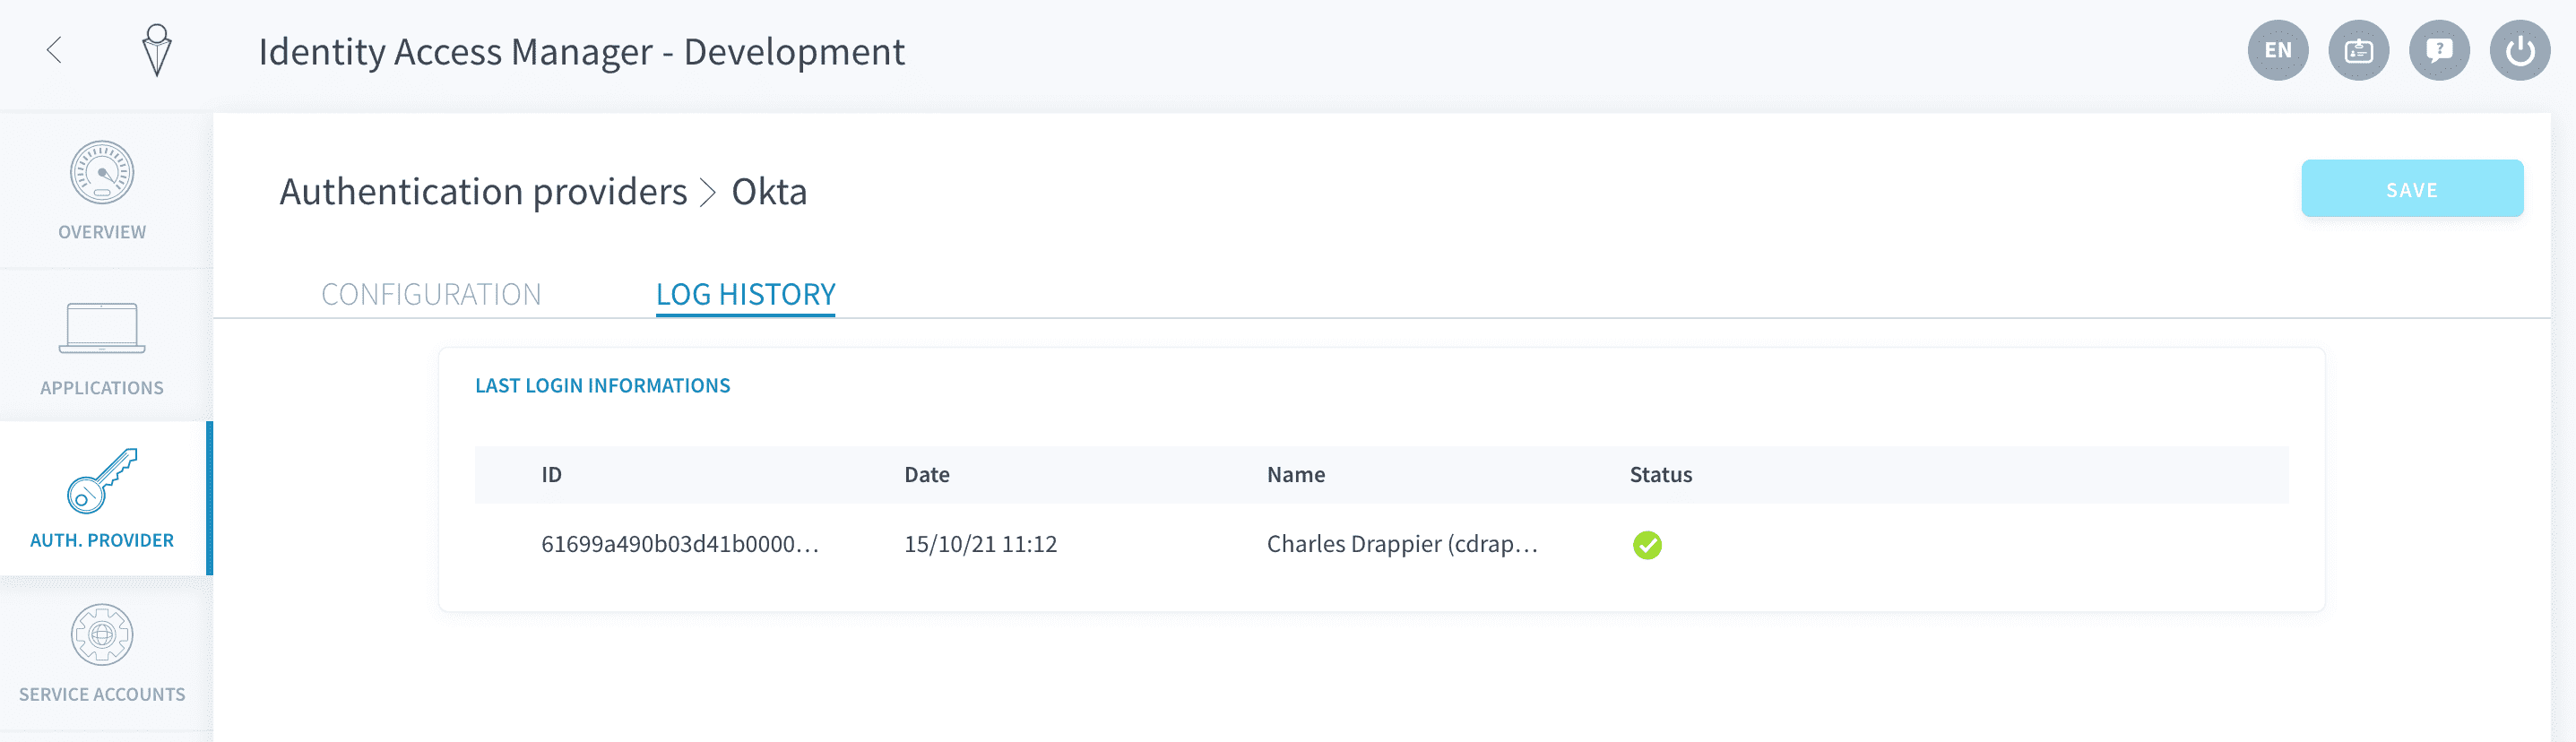 Identity Access Manager - Development
EN
?
OVERVIEW
APPLICATIONS
AUTH. PROVIDER
SERVICE ACCOUNTS
Authentication providers > Okta
SAVE
CONFIGURATION
LOG HISTORY
LAST LOGIN INFORMATIONS
ID Date Name Status
61699a490b03d41b0000... 15/10/21 11:12 Charles Drappier (cdrap...